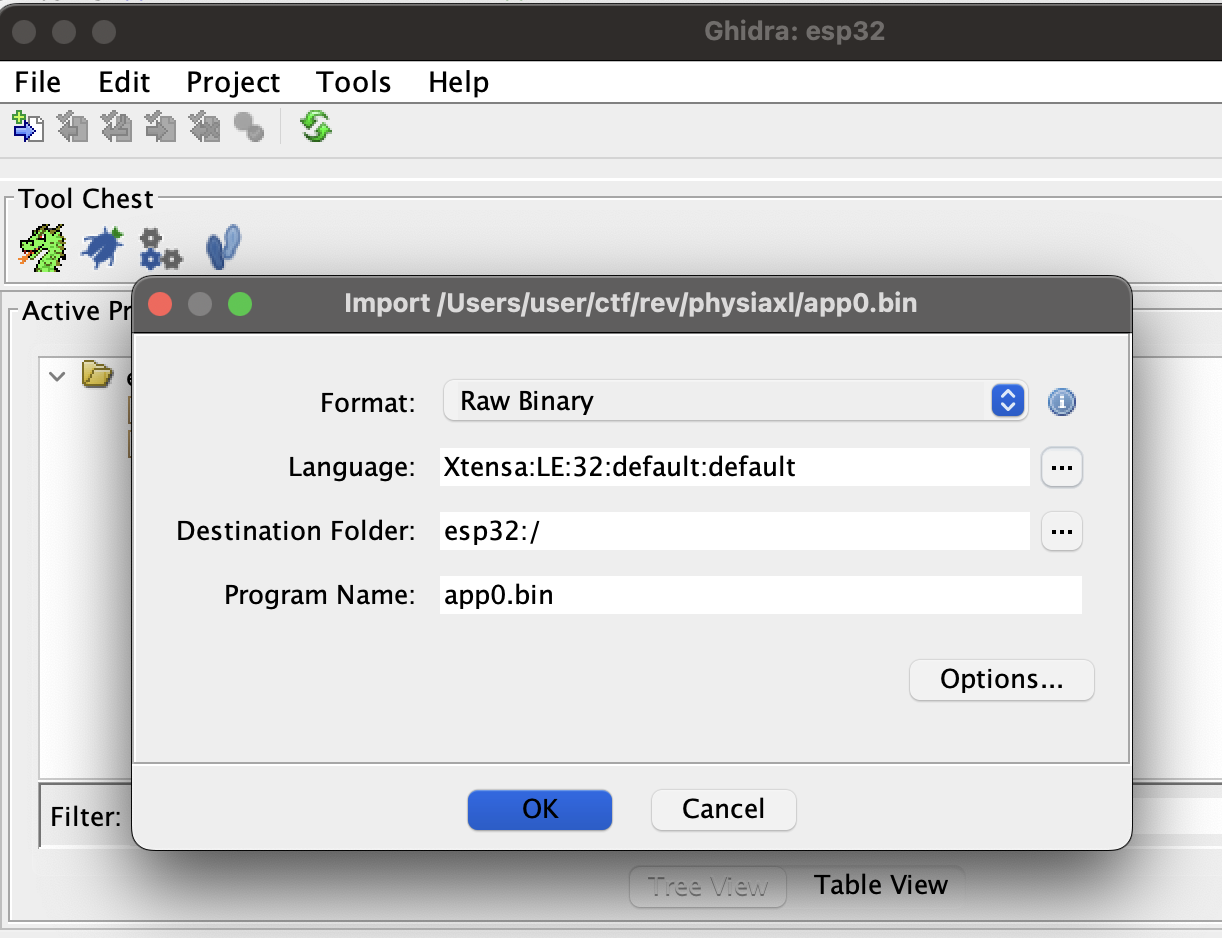 Ghidra: esp32
File Edit Project Tools Help
Tool Chest
Active Pr
Import /Users/user/ctf/rev/physiaxl/app0.bin
Format: Raw Binary
Language: Xtensa:LE:32:default:default ...
Destination Folder: esp32:/ ...
Program Name: app0.bin
Options...
OK Cancel
Filter:
Tree View Table View